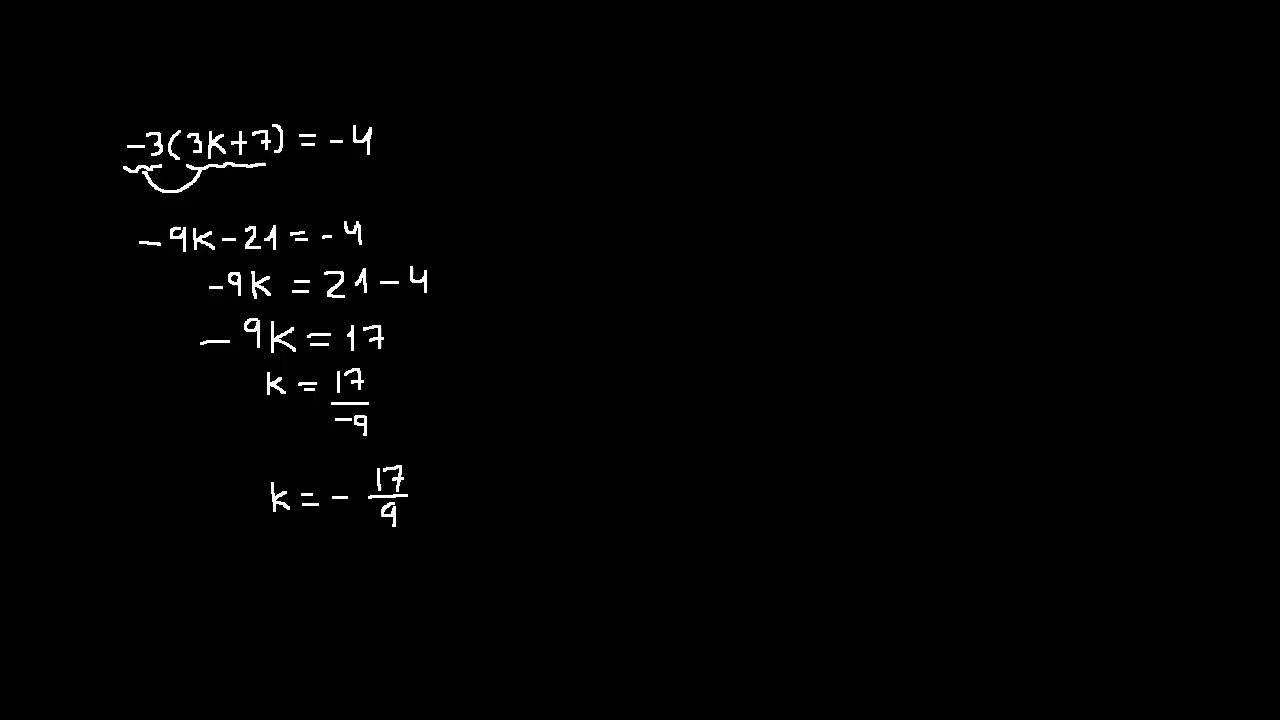 -3(3k+7) = -4
-9k-21 = -4
-9k = 21-4
-9k = 17
k = 17/-9
k = - 17/9